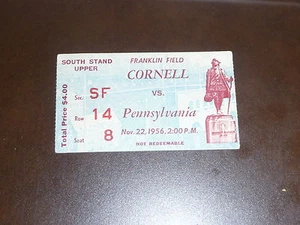 Total Price $4.00
SOUTH STAND
UPPER
Sec. SF
Row 14
Seat 8
FRANKLIN FIELD
CORNELL
VS.
Pennsylvania
Nov. 22, 1956, 2:00 P.M.
NOT REDEEMABLE